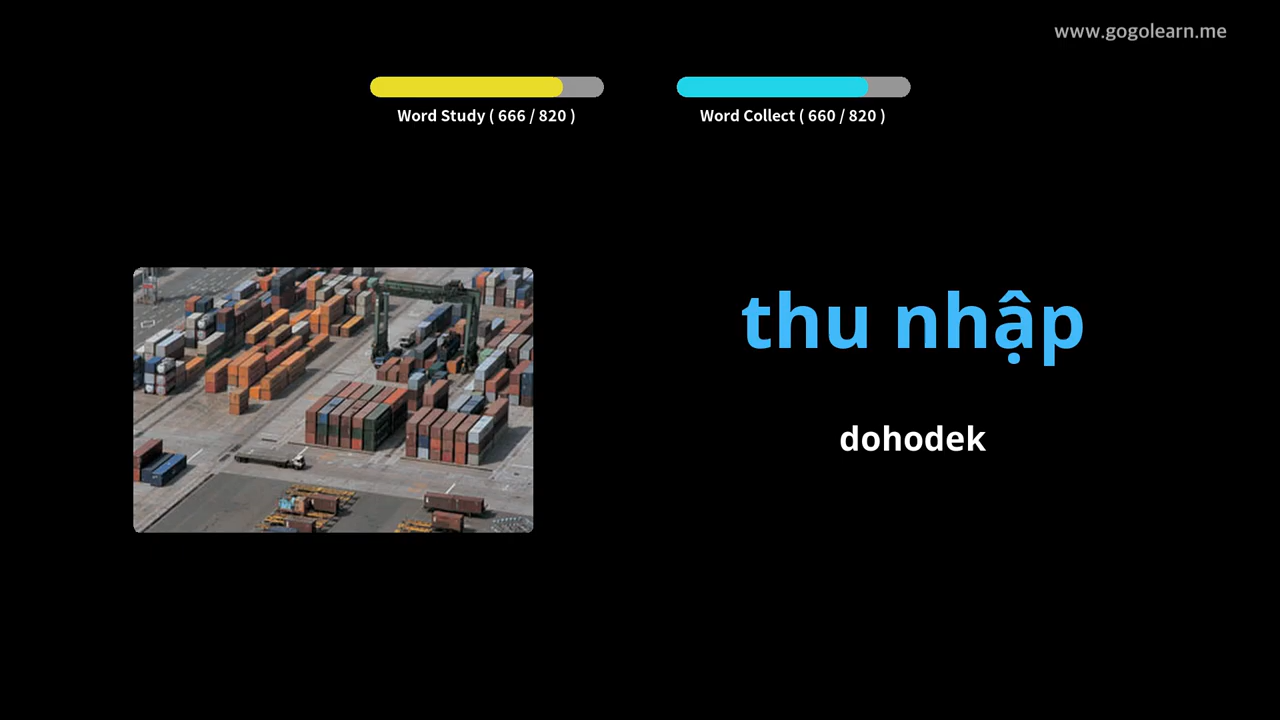 www.gogolearn.me
Word Study ( 666 / 820 )
Word Collect ( 660 / 820 )
thu nhập
dohodek